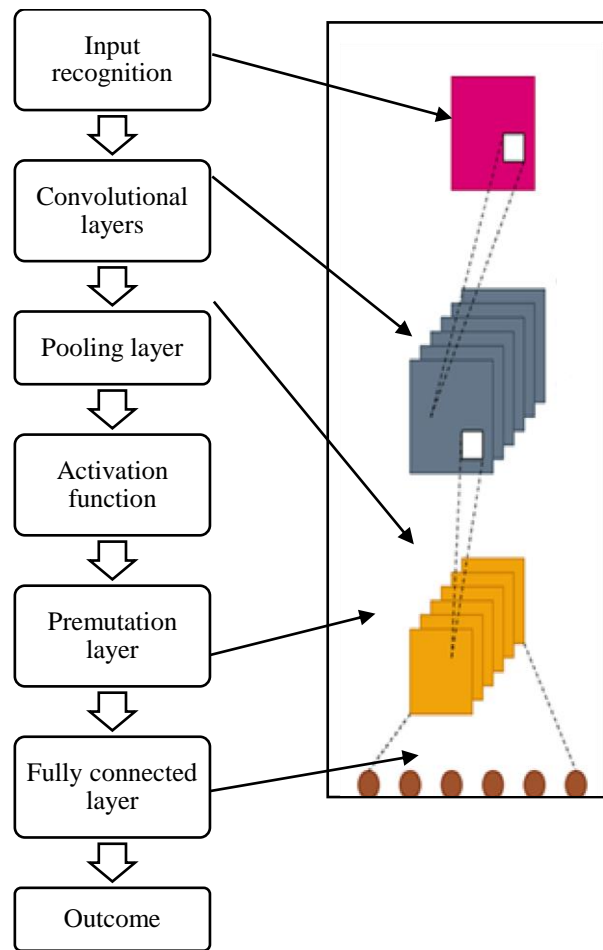 Input
recognition
Convolutional
layers
Pooling layer
Activation
function
Premutation
layer
Fully connected
layer
Outcome